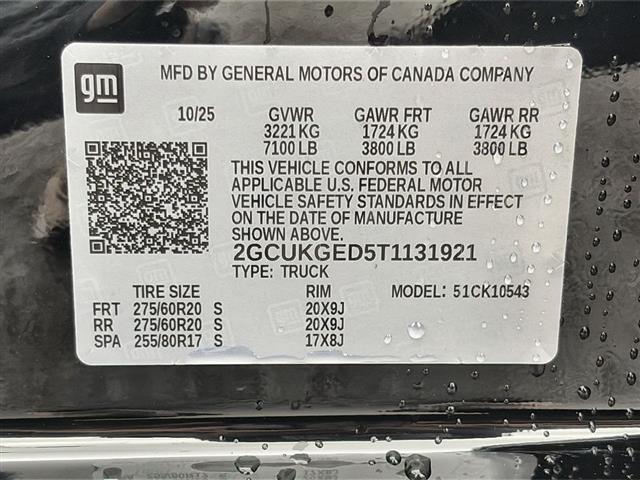 gm
MFD BY GENERAL MOTORS OF CANADA COMPANY
10/25 GVWR GAWR FRT GAWR RR
3221 KG 1724 KG 1724 KG
7100 LB 3800 LB 3800 LB
THIS VEHICLE CONFORMS TO ALL
APPLICABLE U.S. FEDERAL MOTOR
VEHICLE SAFETY STANDARDS IN EFFECT
ON THE DATE OF MANUFACTURE
SHOWN ABOVE.
2GCUKGED5T1131921
TYPE: TRUCK
TIRE SIZE RIM MODEL: 51CK10543
FRT 275/60R20 S 20X9J
RR 275/60R20 S 20X9J
SPA 255/80R17 S 17X8J